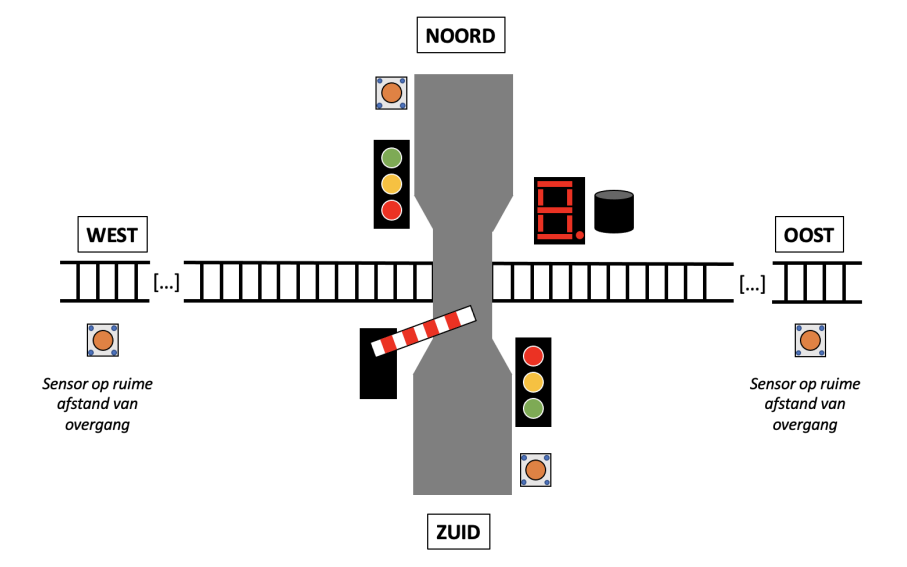 NOORD
WEST
OOST
[...]
[...]
Sensor op ruime
afstand van
overgang
Sensor op ruime
afstand van
overgang
ZUID